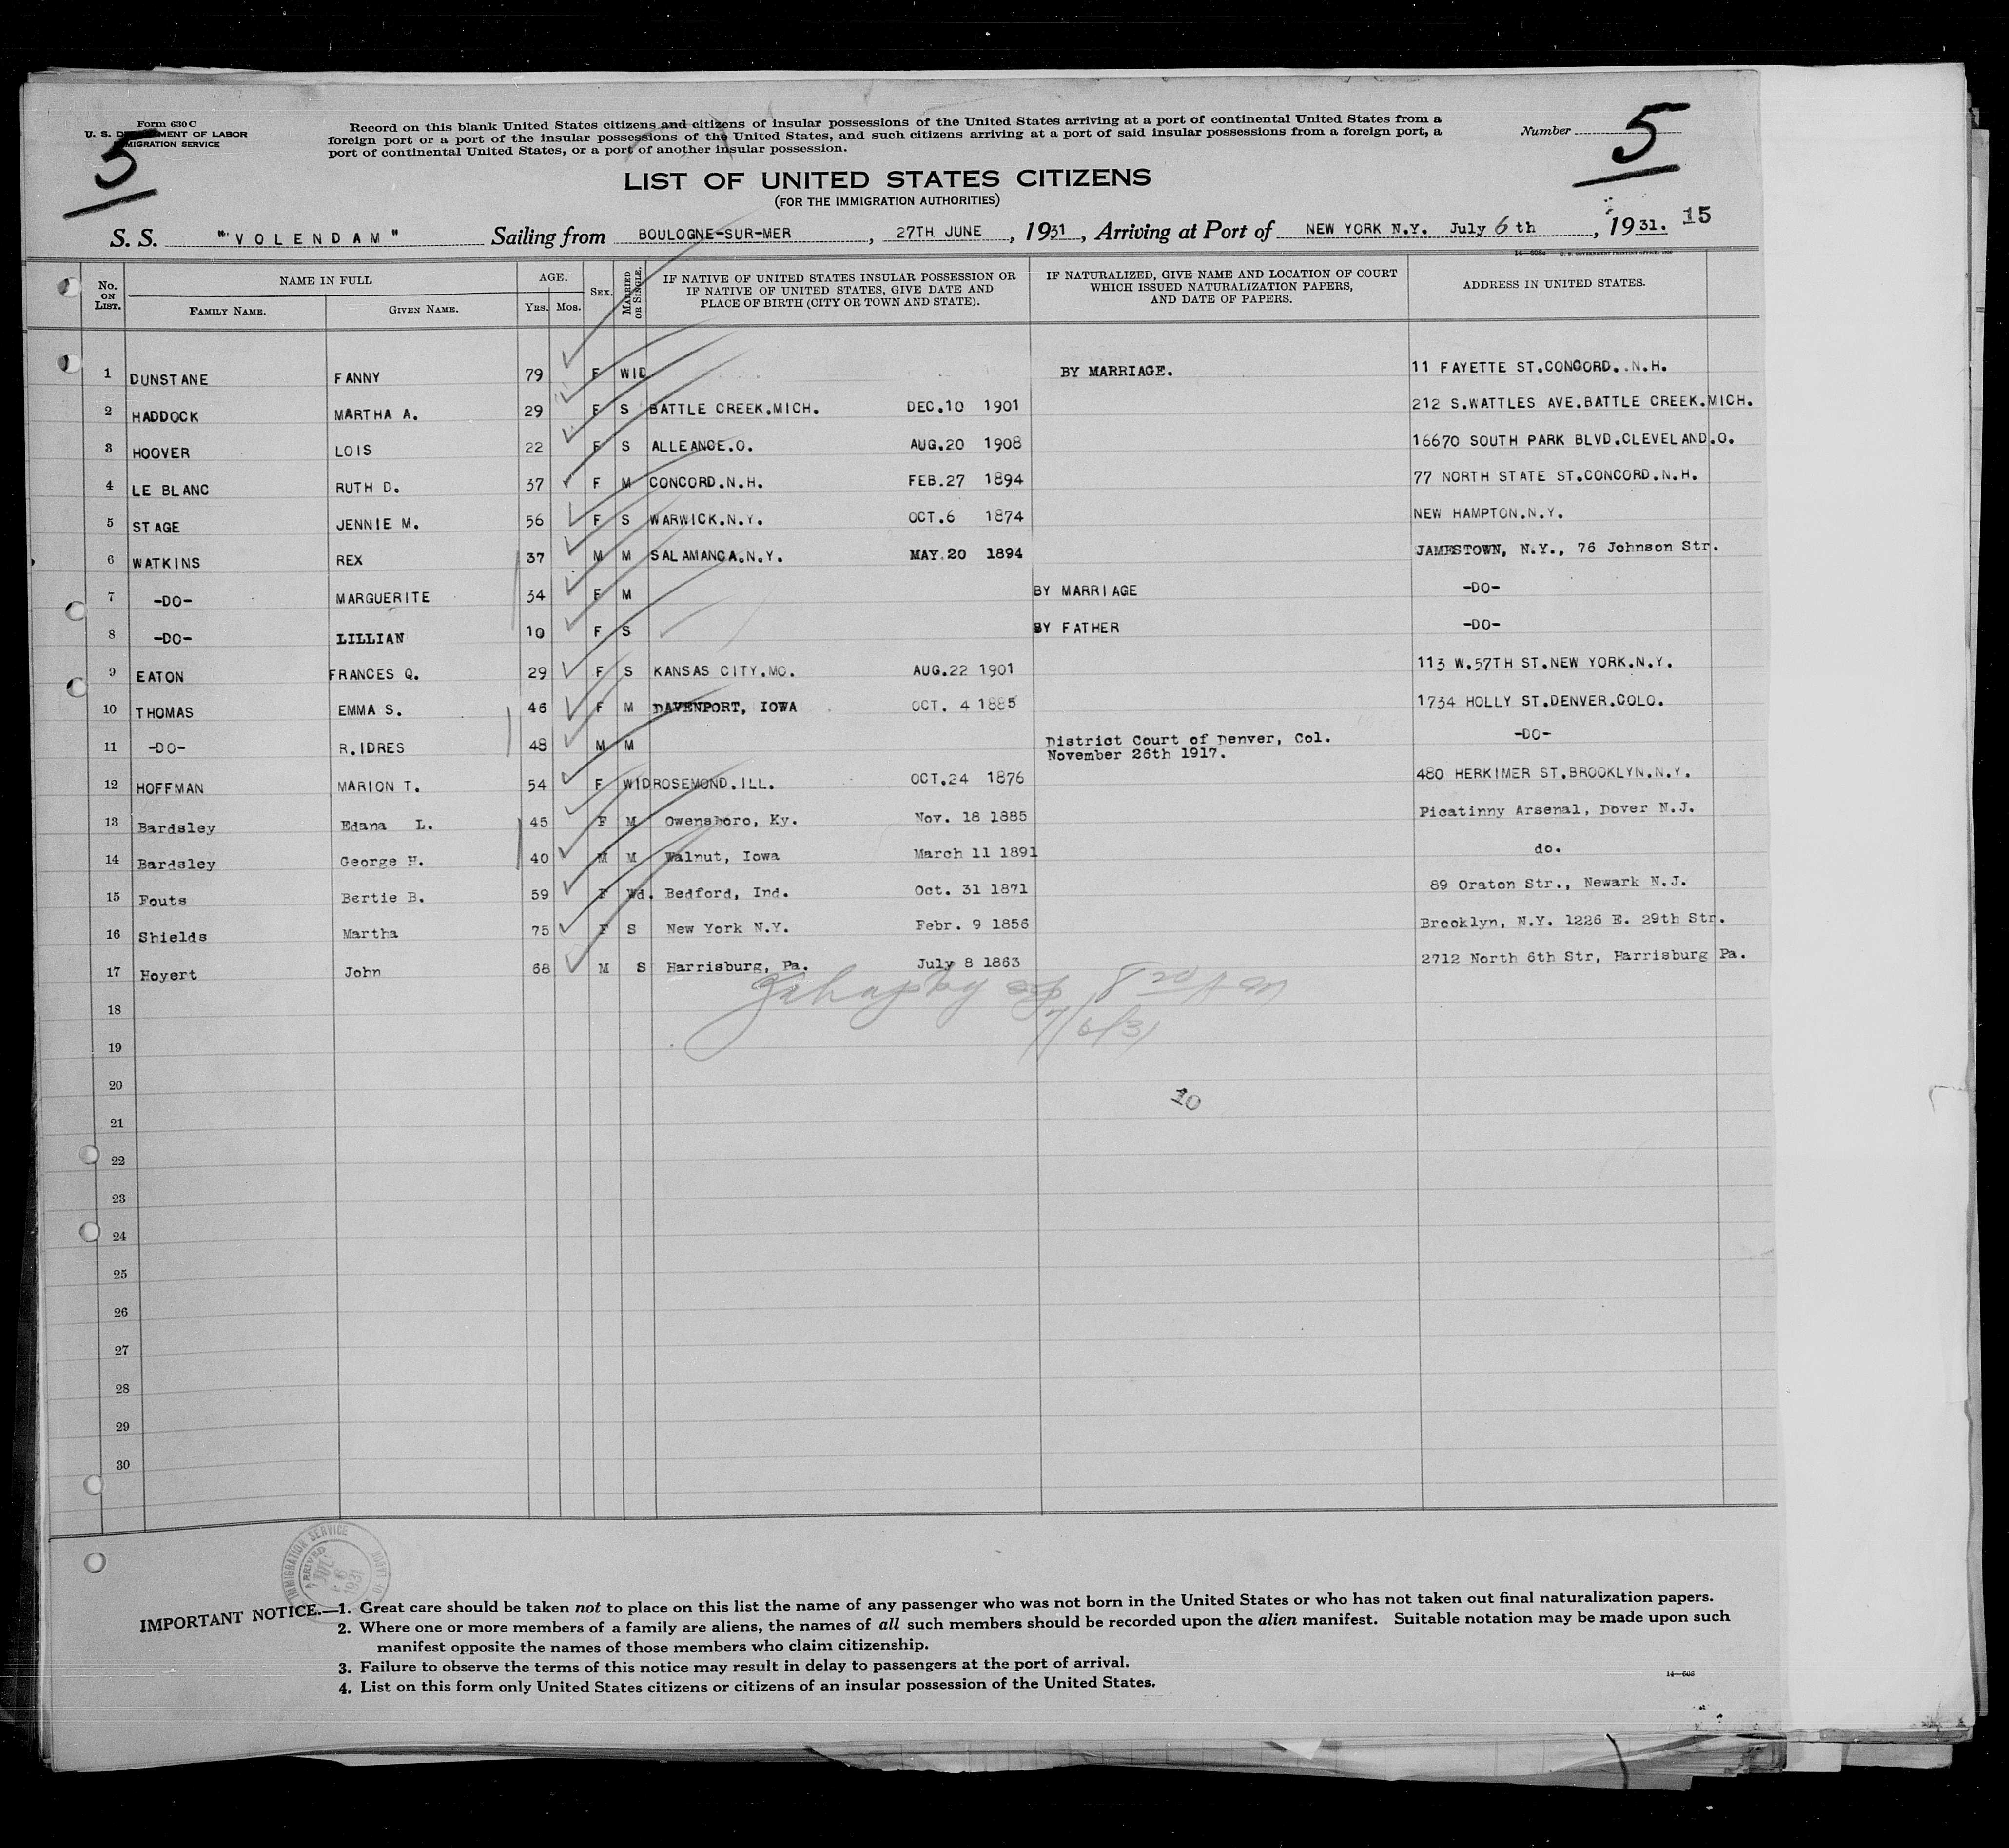 Form 630 C
U. S. DEPARTMENT OF LABOR
IMMIGRATION SERVICE
5
Record on this blank United States citizens and citizens of insular possessions of the United States arriving at a port of continental United States from a
foreign port or a port of the insular possessions of the United States, and such citizens arriving at a port of said insular possessions from a foreign port, a
port of continental United States, or a port of another insular possession.
Number 5
LIST OF UNITED STATES CITIZENS
(FOR THE IMMIGRATION AUTHORITIES)
S. S. "VOLENDAM" Sailing from BOULOGNE-SUR-MER, 27TH JUNE, 1931, Arriving at Port of NEW YORK N.Y. July 6 th, 1931. 15
No. ON LIST. NAME IN FULL FAMILY NAME. GIVEN NAME. AGE. YRS. MOS. SEX. MARRIED OR SINGLE. IF NATIVE OF UNITED STATES INSULAR POSSESSION OR IF NATIVE OF UNITED STATES, GIVE DATE AND PLACE OF BIRTH (CITY OR TOWN AND STATE). IF NATURALIZED, GIVE NAME AND LOCATION OF COURT WHICH ISSUED NATURALIZATION PAPERS, AND DATE OF PAPERS. ADDRESS IN UNITED STATES.
1 DUNSTANE FANNY 79 F WID BY MARRIAGE. 11 FAYETTE ST.CONCORD..N.H.
2 HADDOCK MARTHA A. 29 F S BATTLE CREEK.MICH. DEC.10 1901 212 S.WATTLES AVE.BATTLE CREEK.MICH.
3 HOOVER LOIS 22 F S ALLEANCE.O. AUG.20 1908 16670 SOUTH PARK BLVD.CLEVELAND.O.
4 LE BLANC RUTH D. 37 F M CONCORD.N.H. FEB.27 1894 77 NORTH STATE ST.CONCORD.N.H.
5 STAGE JENNIE M. 56 F S WARWICK.N.Y. OCT.6 1874 NEW HAMPTON.N.Y.
6 WATKINS REX 37 M M SALAMANCA.N.Y. MAY.20 1894 JAMESTOWN, N.Y., 76 Johnson Str.
7 -DO- MARGUERITE 34 F M BY MARRIAGE -DO-
8 -DO- LILLIAN 10 F S BY FATHER -DO-
9 EATON FRANCES Q. 29 F S KANSAS CITY.MO. AUG.22 1901 113 W.57TH ST.NEW YORK.N.Y.
10 THOMAS EMMA S. 46 F M DAVENPORT, IOWA OCT. 4 1885 1734 HOLLY ST.DENVER.COLO.
11 -DO- R.IDRES 48 M M District Court of Denver, Col. November 26th 1917. -DO-
12 HOFFMAN MARION T. 54 F WID ROSEMOND.ILL. OCT.24 1876 480 HERKIMER ST.BROOKLYN.N.Y.
13 Bardsley Edana L. 45 F M Owensboro, Ky. Nov. 18 1885 Picatinny Arsenal, Dover N.J.
14 Bardsley George H. 40 M M Walnut, Iowa March 11 1891 do.
15 Fouts Bertie B. 59 F Wd. Bedford, Ind. Oct. 31 1871 89 Oraton Str., Newark N.J.
16 Shields Martha 75 F S New York N.Y. Febr. 9 1856 Brooklyn, N.Y. 1226 E. 29th Str.
17 Hoyert John 68 M S Harrisburg, Pa. July 8 1863 2712 North 6th Str, Harrisburg Pa.
8 20 AM
18
7/6/31
19
20
10
21
22
23
24
25
26
27
28
29
30
IMMIGRATION SERVICE
ARRIVED
JUL 6 1931
IMPORTANT NOTICE.—1. Great care should be taken not to place on this list the name of any passenger who was not born in the United States or who has not taken out final naturalization papers.
2. Where one or more members of a family are aliens, the names of all such members should be recorded upon the alien manifest. Suitable notation may be made upon such
manifest opposite the names of those members who claim citizenship.
3. Failure to observe the terms of this notice may result in delay to passengers at the port of arrival.
4. List on this form only United States citizens or citizens of an insular possession of the United States.
14—608